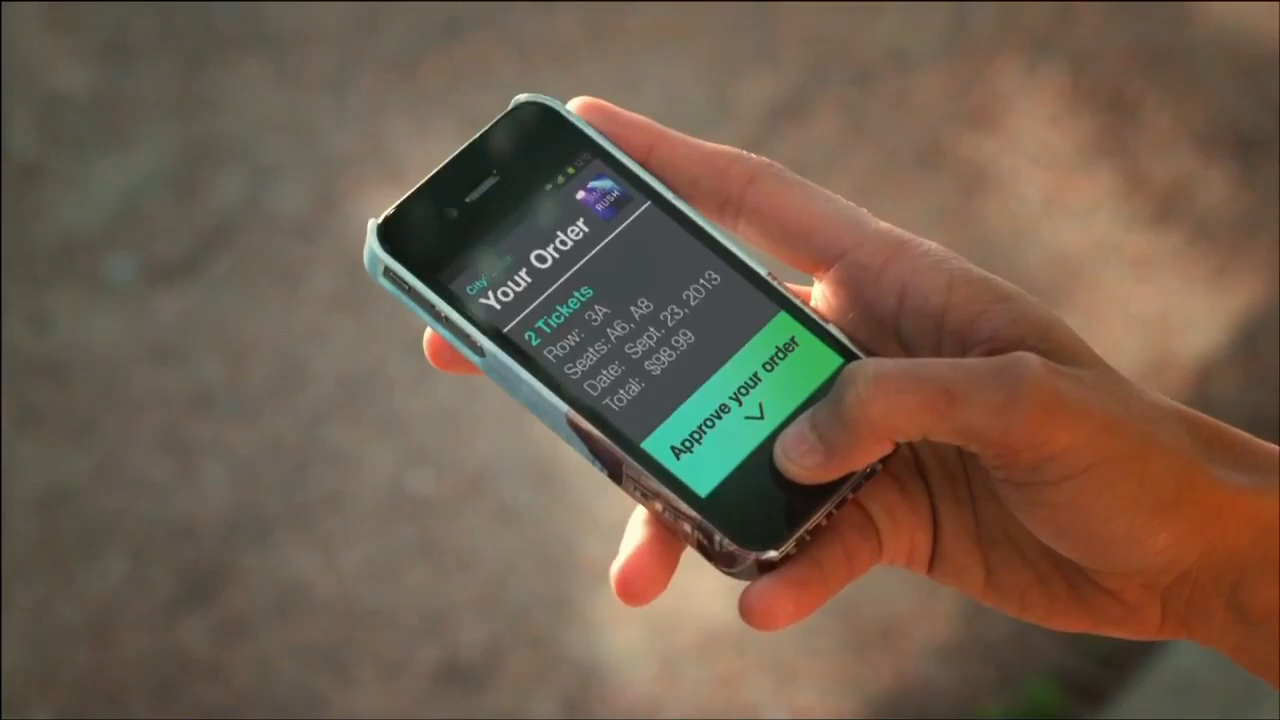 RUSH
City
Your Order
2 Tickets
Row: 3A
Seats: A6, A8
Date: Sept. 23, 2013
Total: $98.99
Approve your order